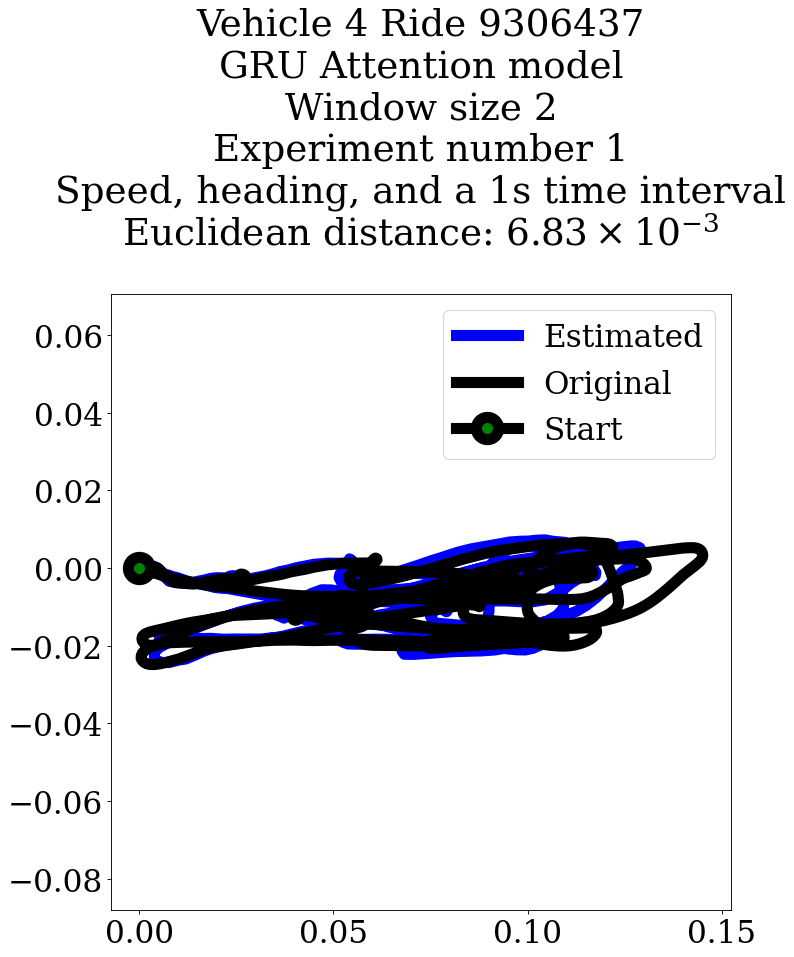 Vehicle 4 Ride 9306437
GRU Attention model
Window size 2
Experiment number 1
Speed, heading, and a 1s time interval
Euclidean distance: 6.83 × 10⁻³
Estimated
Original
Start
0.06
0.04
0.02
0.00
−0.02
−0.04
−0.06
−0.08
0.00 0.05 0.10 0.15